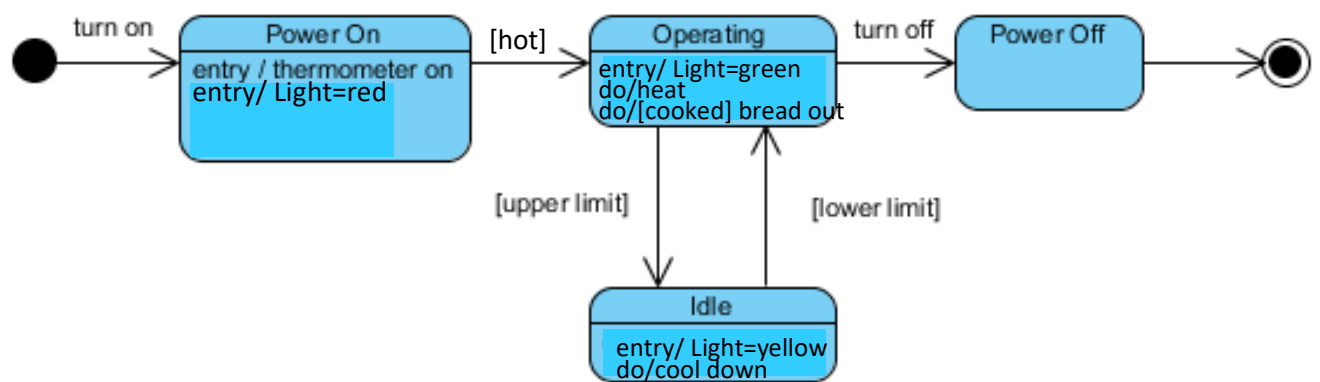 turn on
Power On
entry / thermometer on
entry/ Light=red
[hot]
Operating
entry/ Light=green
do/heat
do/[cooked] bread out
turn off
Power Off
[upper limit]
[lower limit]
Idle
entry/ Light=yellow
do/cool down